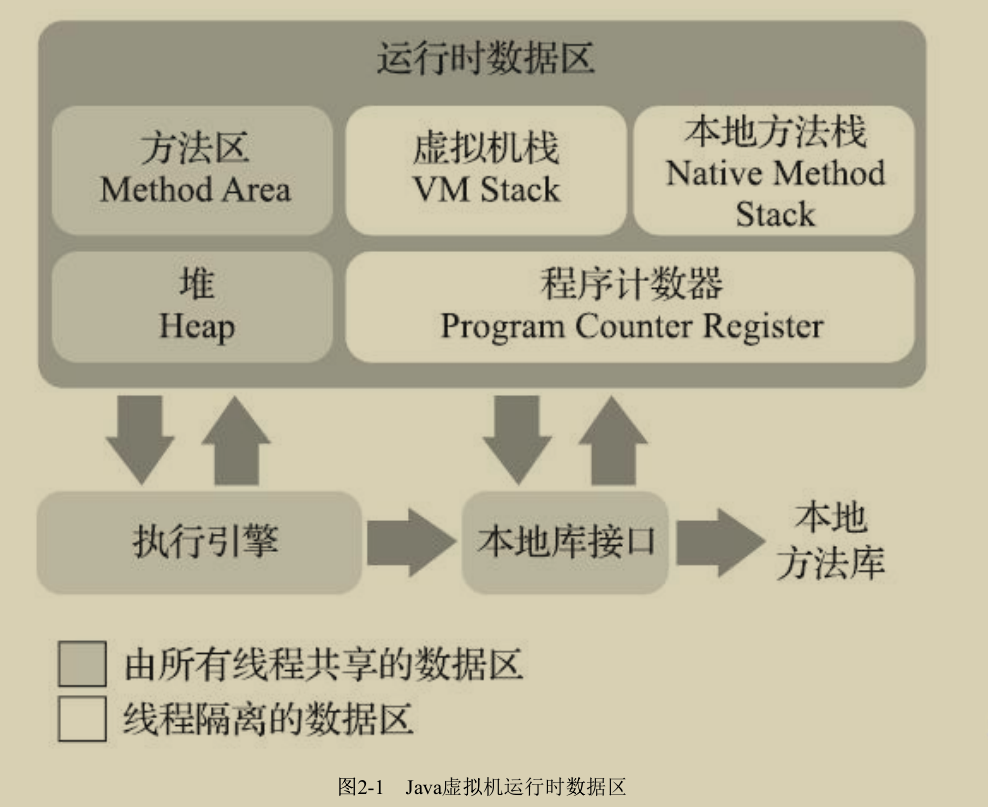 运行时数据区
方法区
Method Area
虚拟机栈
VM Stack
本地方法栈
Native Method
Stack
堆
Heap
程序计数器
Program Counter Register
执行引擎
本地库接口
本地
方法库
由所有线程共享的数据区
线程隔离的数据区
图2-1 Java虚拟机运行时数据区